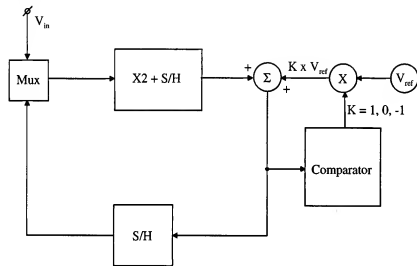 V_in
Mux
X2 + S/H
+
Σ
+
K x V_ref
X
V_ref
K = 1, 0, -1
Comparator
S/H